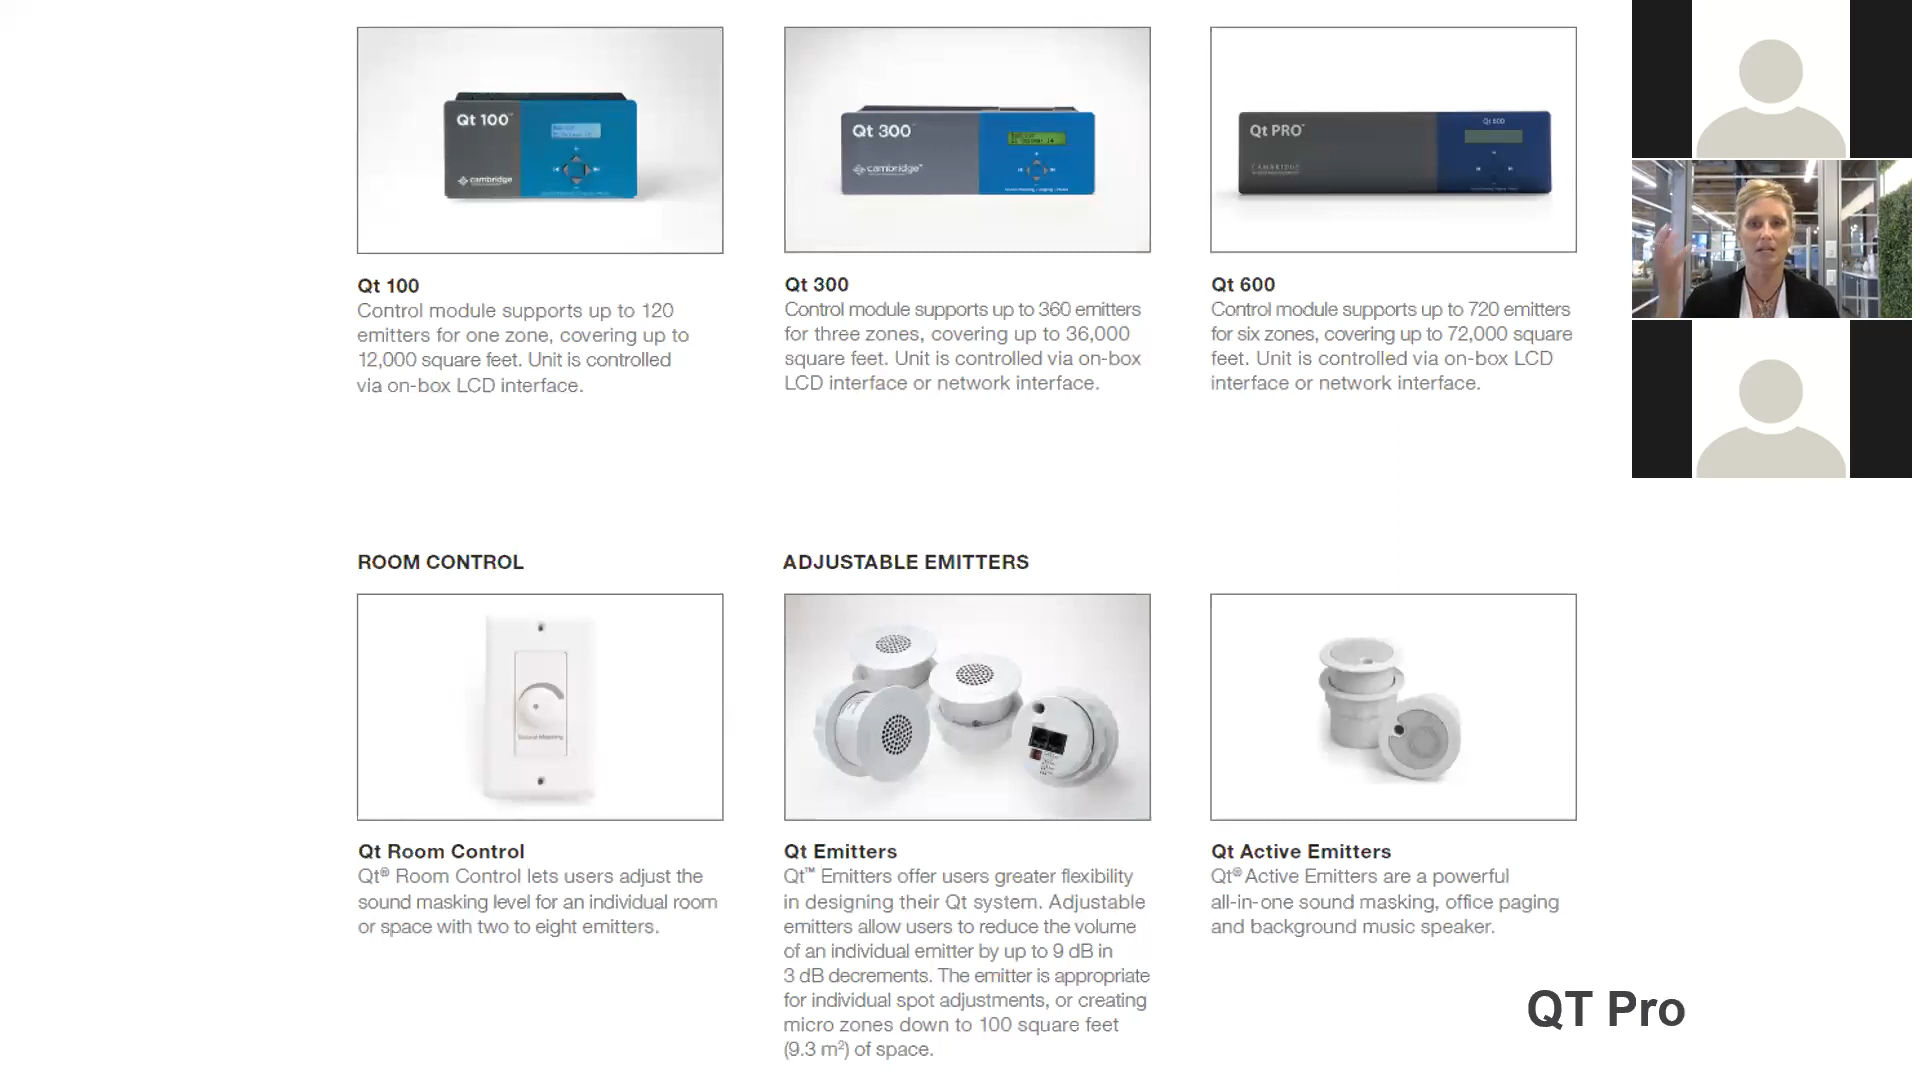 Qt 100™
cambridge
Qt 300™
cambridge™
Qt PRO™
CAMBRIDGE
Qt 600
Qt 100
Control module supports up to 120
emitters for one zone, covering up to
12,000 square feet. Unit is controlled
via on-box LCD interface.
Qt 300
Control module supports up to 360 emitters
for three zones, covering up to 36,000
square feet. Unit is controlled via on-box
LCD interface or network interface.
Qt 600
Control module supports up to 720 emitters
for six zones, covering up to 72,000 square
feet. Unit is controlled via on-box LCD
interface or network interface.
ROOM CONTROL
ADJUSTABLE EMITTERS
Sound Masking
Qt Room Control
Qt® Room Control lets users adjust the
sound masking level for an individual room
or space with two to eight emitters.
Qt Emitters
Qt™ Emitters offer users greater flexibility
in designing their Qt system. Adjustable
emitters allow users to reduce the volume
of an individual emitter by up to 9 dB in
3 dB decrements. The emitter is appropriate
for individual spot adjustments, or creating
micro zones down to 100 square feet
(9.3 m²) of space.
Qt Active Emitters
Qt® Active Emitters are a powerful
all-in-one sound masking, office paging
and background music speaker.
QT Pro